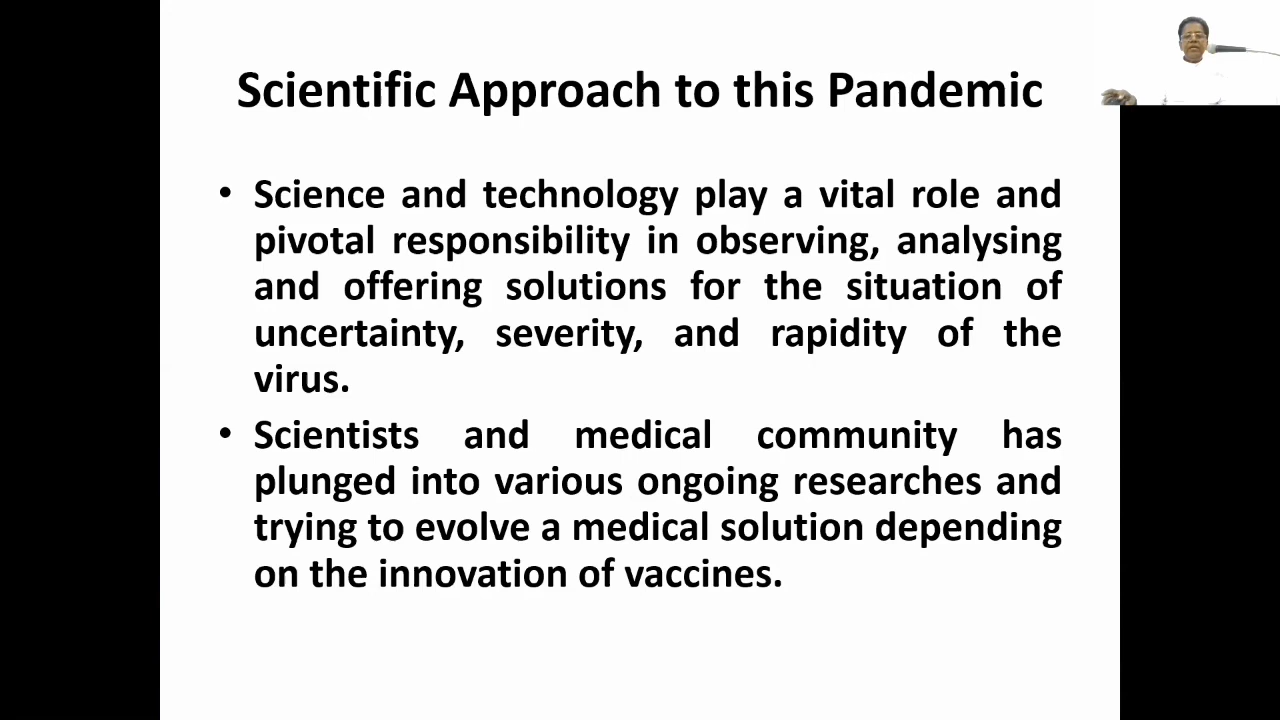 Scientific Approach to this Pandemic
• Science and technology play a vital role and
pivotal responsibility in observing, analysing
and offering solutions for the situation of
uncertainty, severity, and rapidity of the
virus.
• Scientists and medical community has
plunged into various ongoing researches and
trying to evolve a medical solution depending
on the innovation of vaccines.